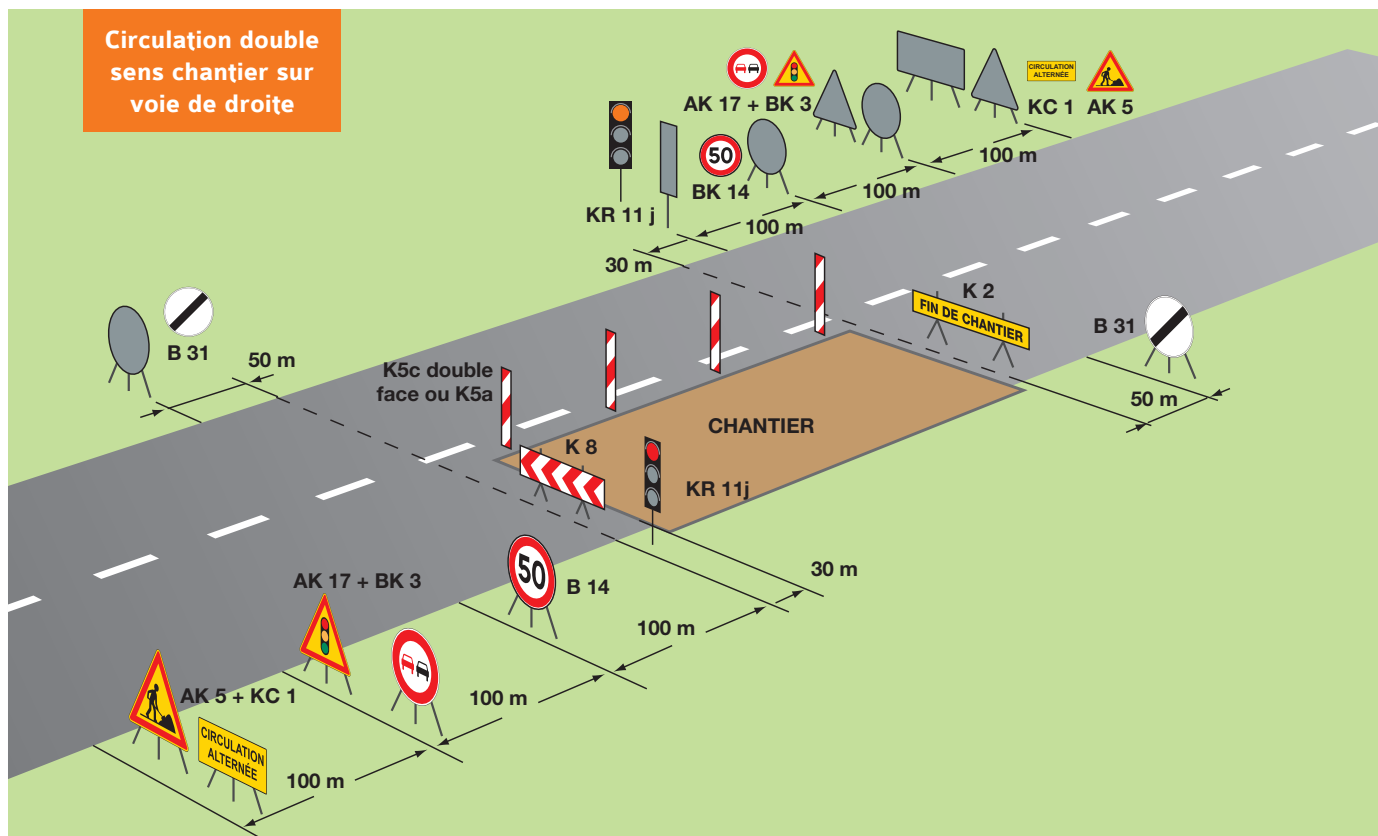 Circulation double
sens chantier sur
voie de droite
CIRCULATION
ALTERNÉE
AK 17 + BK 3
KC 1
AK 5
100 m
50
BK 14
100 m
KR 11 j
100 m
30 m
K 2
FIN DE CHANTIER
B 31
B 31
50 m
K5c double
face ou K5a
50 m
CHANTIER
K 8
KR 11j
30 m
AK 17 + BK 3
50
B 14
100 m
AK 5 + KC 1
100 m
CIRCULATION
ALTERNÉE
100 m